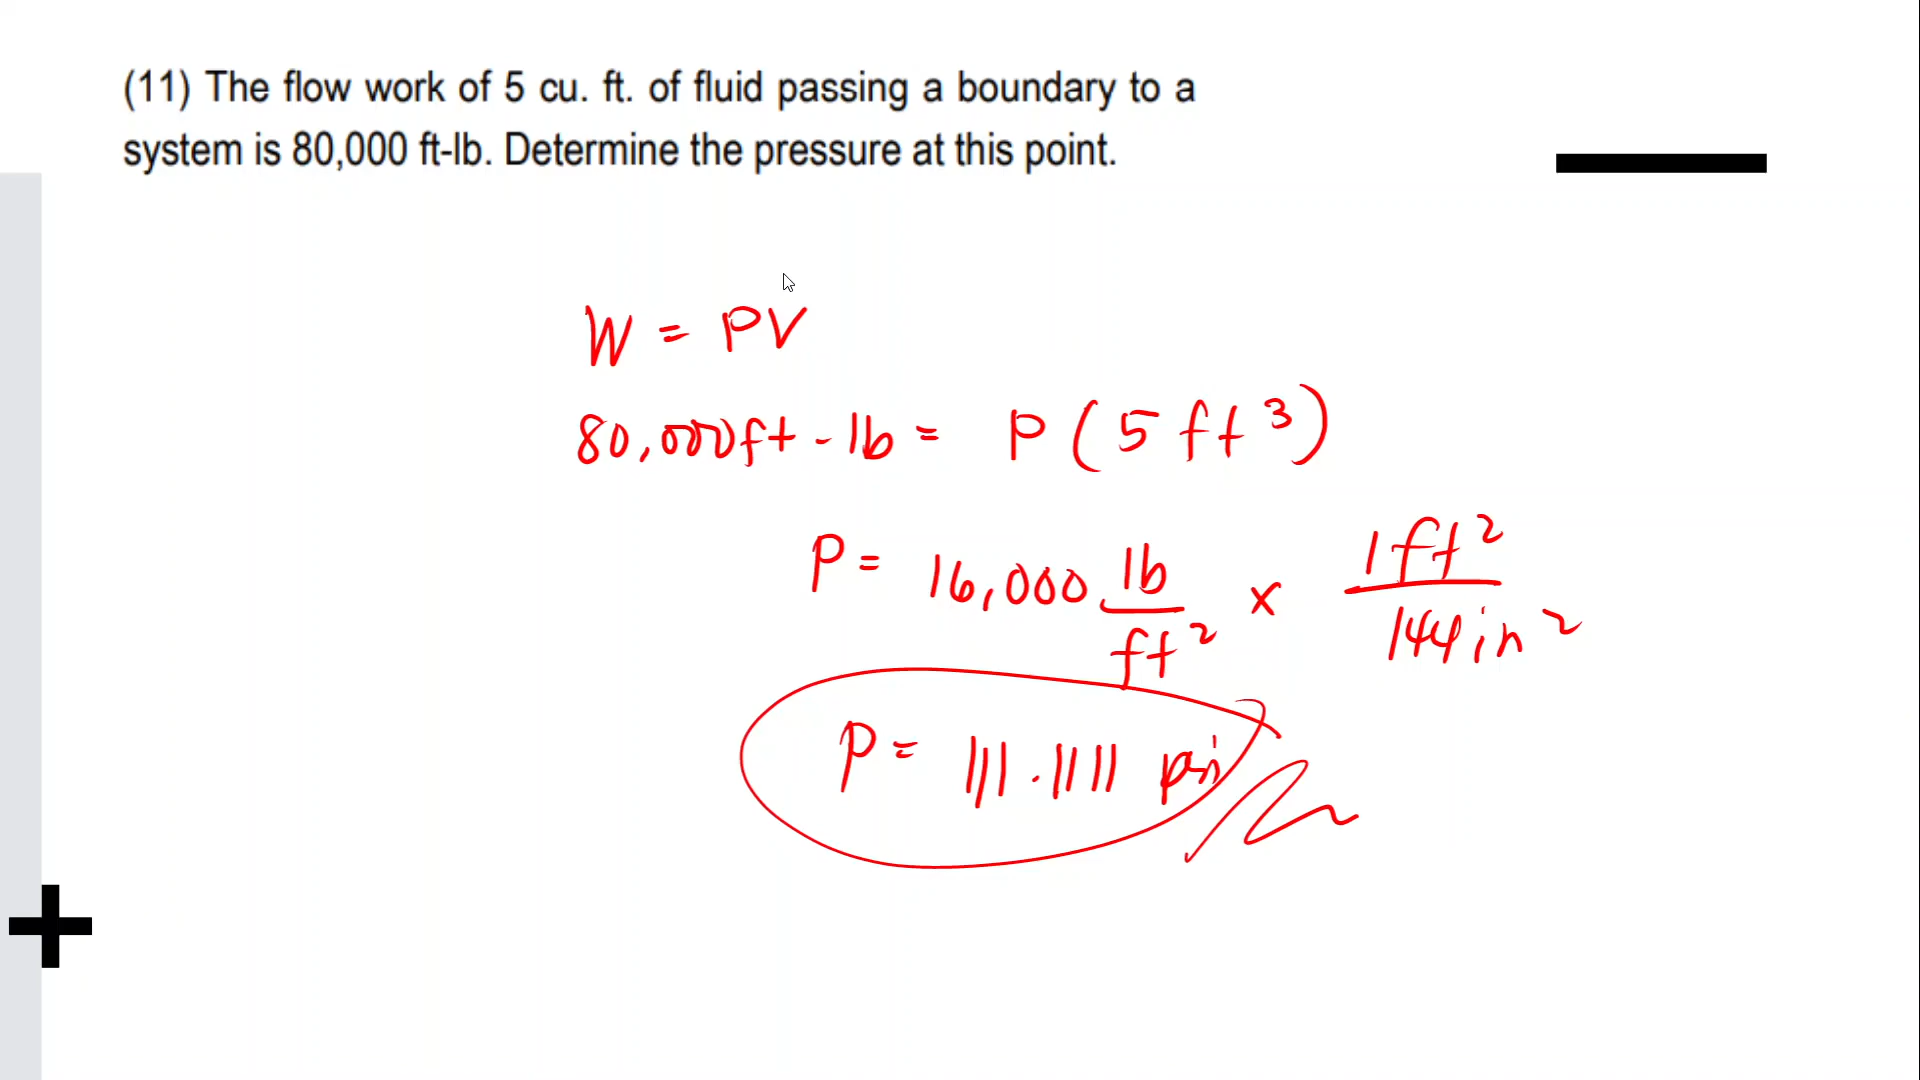 (11) The flow work of 5 cu. ft. of fluid passing a boundary to a
system is 80,000 ft-lb. Determine the pressure at this point.
W = PV
80,000ft-lb = P(5ft³)
P = 16,000 lb/ft² x 1ft²/144in²
P = 111.1111 psi